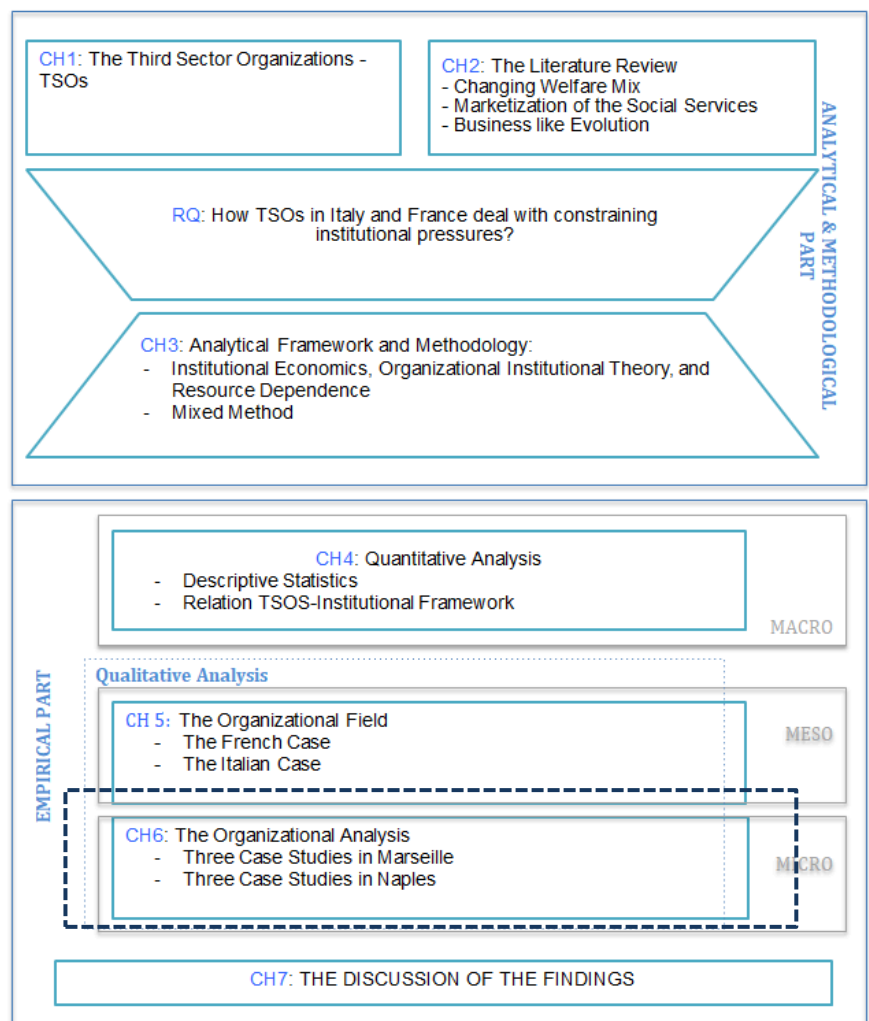 CH1: The Third Sector Organizations -
TSOs
CH2: The Literature Review
- Changing Welfare Mix
- Marketization of the Social Services
- Business like Evolution
ANALYTICAL & METHODOLOGICAL
PART
RQ: How TSOs in Italy and France deal with constraining
institutional pressures?
CH3: Analytical Framework and Methodology:
- Institutional Economics, Organizational Institutional Theory, and
Resource Dependence
- Mixed Method
CH4: Quantitative Analysis
- Descriptive Statistics
- Relation TSOS-Institutional Framework
MACRO
EMPIRICAL PART
Qualitative Analysis
CH 5: The Organizational Field
- The French Case
- The Italian Case
MESO
CH6: The Organizational Analysis
- Three Case Studies in Marseille
- Three Case Studies in Naples
MICRO
CH7: THE DISCUSSION OF THE FINDINGS